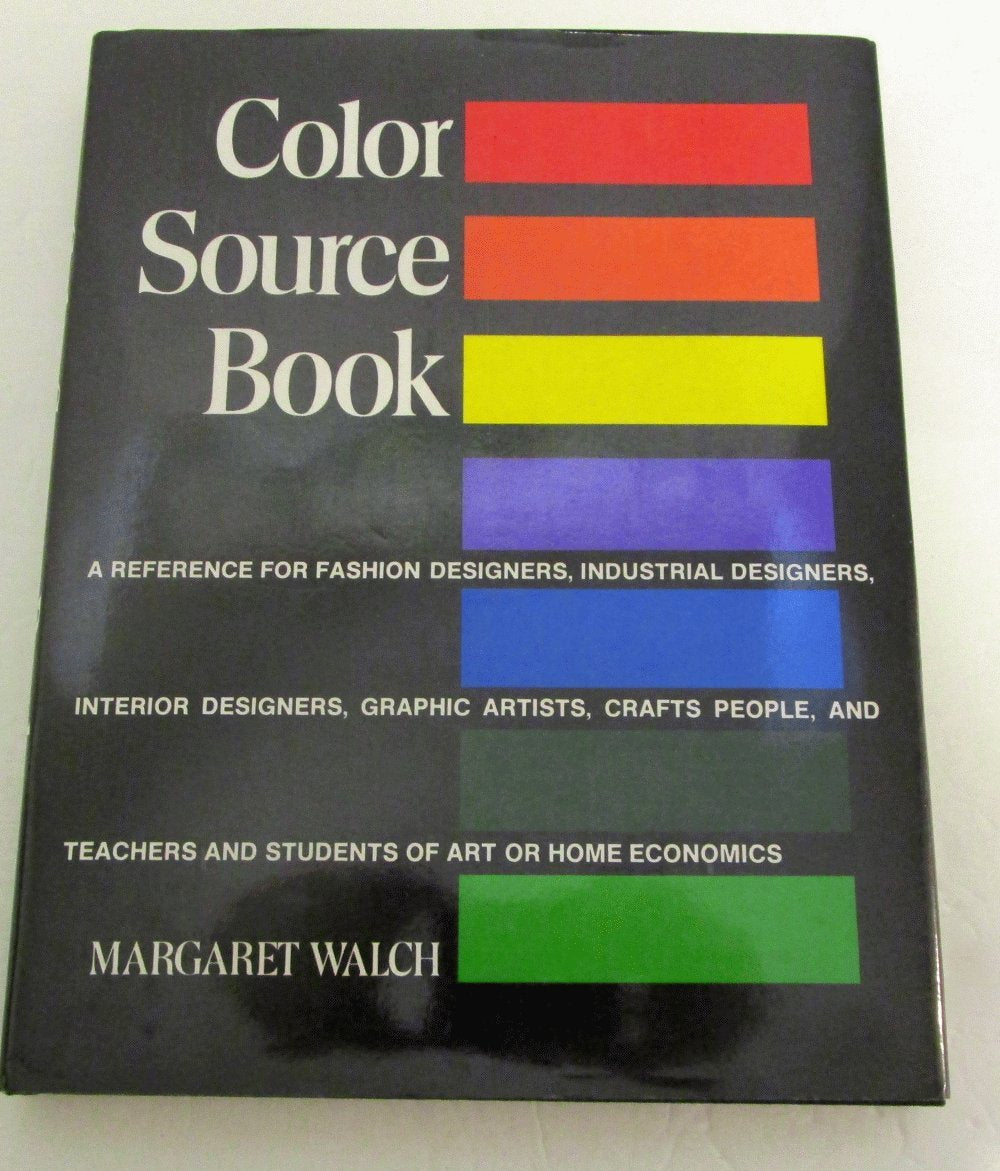 Color
Source
Book
A REFERENCE FOR FASHION DESIGNERS, INDUSTRIAL DESIGNERS,
INTERIOR DESIGNERS, GRAPHIC ARTISTS, CRAFTS PEOPLE, AND
TEACHERS AND STUDENTS OF ART OR HOME ECONOMICS
MARGARET WALCH